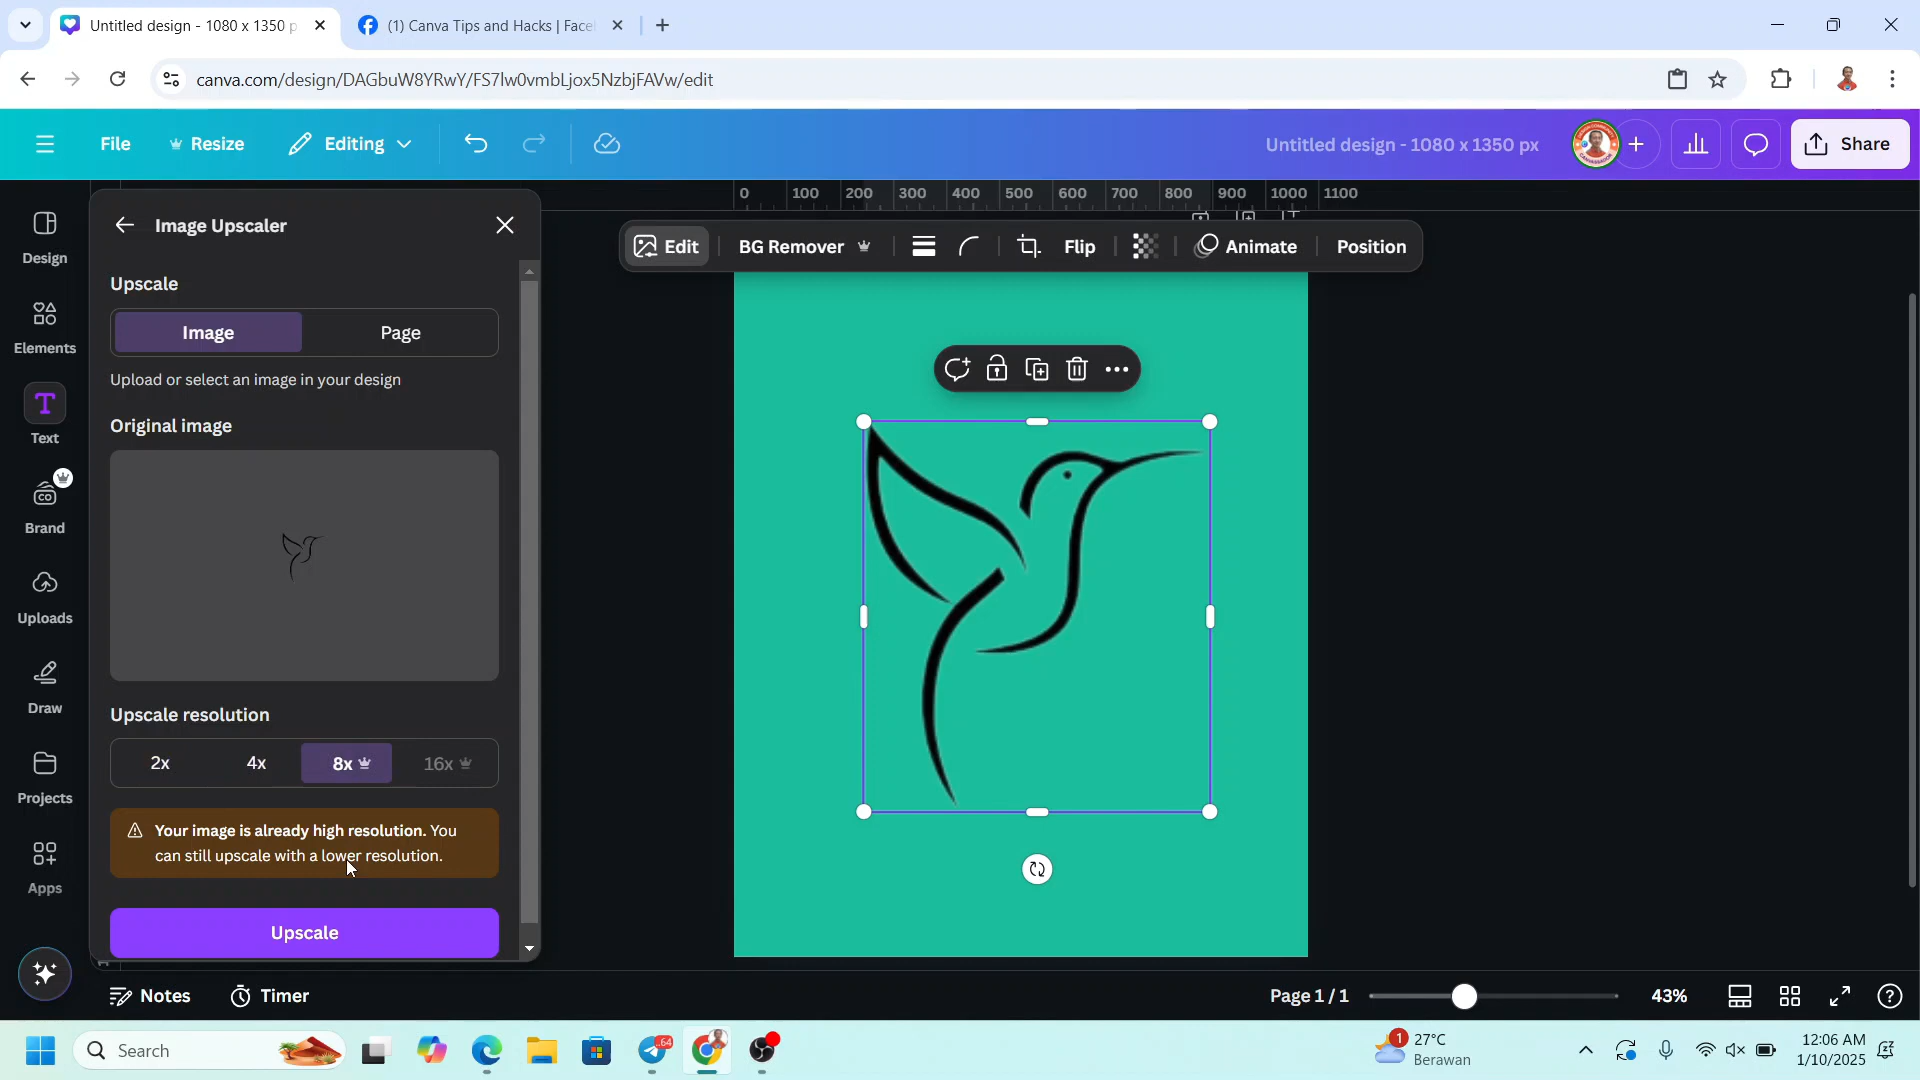 Untitled design - 1080 x 1350 p
(1) Canva Tips and Hacks | Face
canva.com/design/DAGbuW8YRwY/FS7lw0vmbLjox5NzbjFAVw/edit
File
Resize
Editing
Untitled design - 1080 x 1350 px
Share
0 100 200 300 400 500 600 700 800 900 1000 1100
Design
Elements
Text
Brand
Uploads
Draw
Projects
Apps
Image Upscaler
Upscale
Image
Page
Upload or select an image in your design
Original image
Upscale resolution
2x
4x
8x
16x
Your image is already high resolution. You
can still upscale with a lower resolution.
Upscale
Edit
BG Remover
Flip
Animate
Position
Notes
Timer
Page 1 / 1
43%
Search
64
1
27°C
Berawan
12:06 AM
1/10/2025